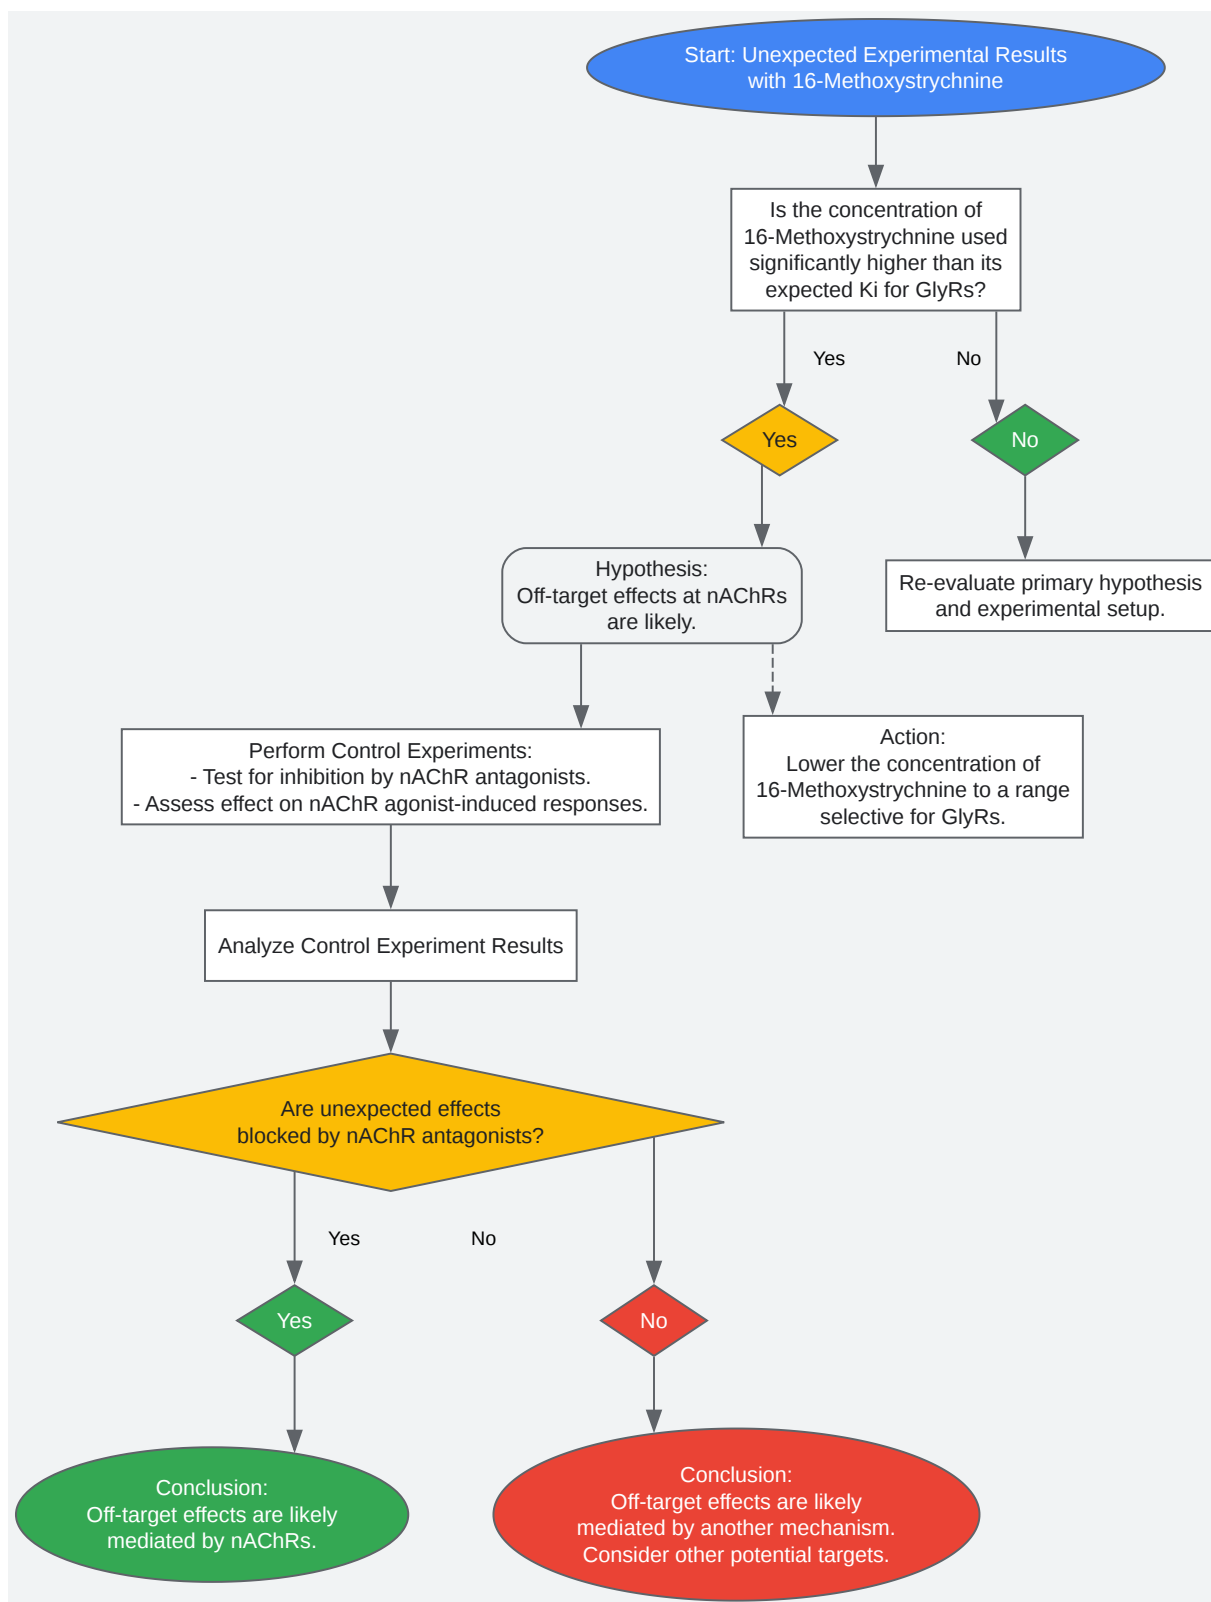 Start: Unexpected Experimental Results
with 16-Methoxystrychnine
Is the concentration of
16-Methoxystrychnine used
significantly higher than its
expected Ki for GlyRs?
Yes
No
Yes
No
Hypothesis:
Off-target effects at nAChRs
are likely.
Re-evaluate primary hypothesis
and experimental setup.
Perform Control Experiments:
- Test for inhibition by nAChR antagonists.
- Assess effect on nAChR agonist-induced responses.
Action:
Lower the concentration of
16-Methoxystrychnine to a range
selective for GlyRs.
Analyze Control Experiment Results
Are unexpected effects
blocked by nAChR antagonists?
Yes
No
Yes
No
Conclusion:
Off-target effects are likely
mediated by nAChRs.
Conclusion:
Off-target effects are likely
mediated by another mechanism.
Consider other potential targets.